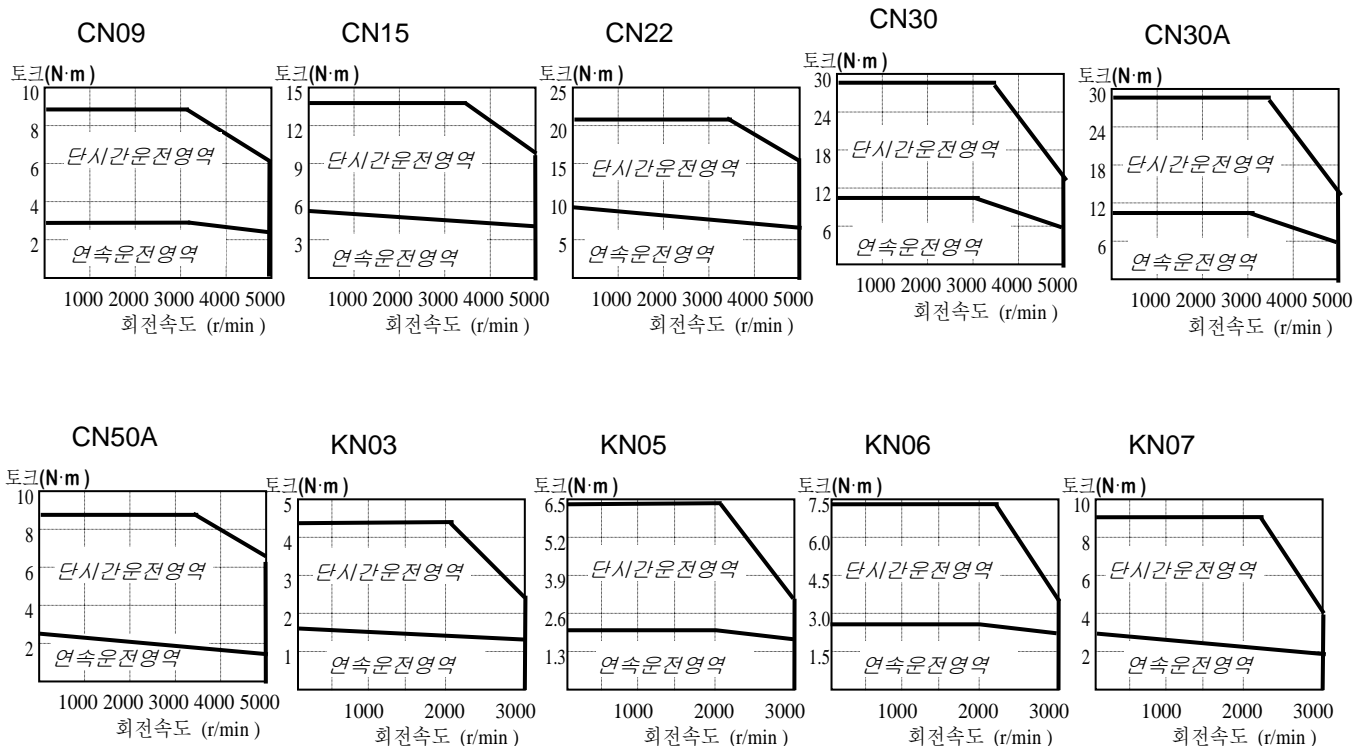 CN09
토크(N·m)
10
8
6
4
2
단시간운전영역
연속운전영역
1000 2000 3000 4000 5000
회전속도 (r/min )
CN15
토크(N·m)
15
12
9
6
3
단시간운전영역
연속운전영역
1000 2000 3000 4000 5000
회전속도 (r/min )
CN22
토크(N·m)
25
20
15
10
5
단시간운전영역
연속운전영역
1000 2000 3000 4000 5000
회전속도 (r/min )
CN30
토크(N·m)
30
24
18
12
6
단시간운전영역
연속운전영역
1000 2000 3000 4000 5000
회전속도 (r/min )
CN30A
토크(N·m)
30
24
18
12
6
단시간운전영역
연속운전영역
1000 2000 3000 4000 5000
회전속도 (r/min )
CN50A
토크(N·m)
10
8
6
4
2
단시간운전영역
연속운전영역
1000 2000 3000 4000 5000
회전속도 (r/min )
KN03
토크(N·m)
5
4
3
2
1
단시간운전영역
연속운전영역
1000 2000 3000
회전속도 (r/min )
KN05
토크(N·m)
6.5
5.2
3.9
2.6
1.3
단시간운전영역
연속운전영역
1000 2000 3000
회전속도 (r/min )
KN06
토크(N·m)
7.5
6.0
4.5
3.0
1.5
단시간운전영역
연속운전영역
1000 2000 3000
회전속도 (r/min )
KN07
토크(N·m)
10
8
6
4
2
단시간운전영역
연속운전영역
1000 2000 3000
회전속도 (r/min )